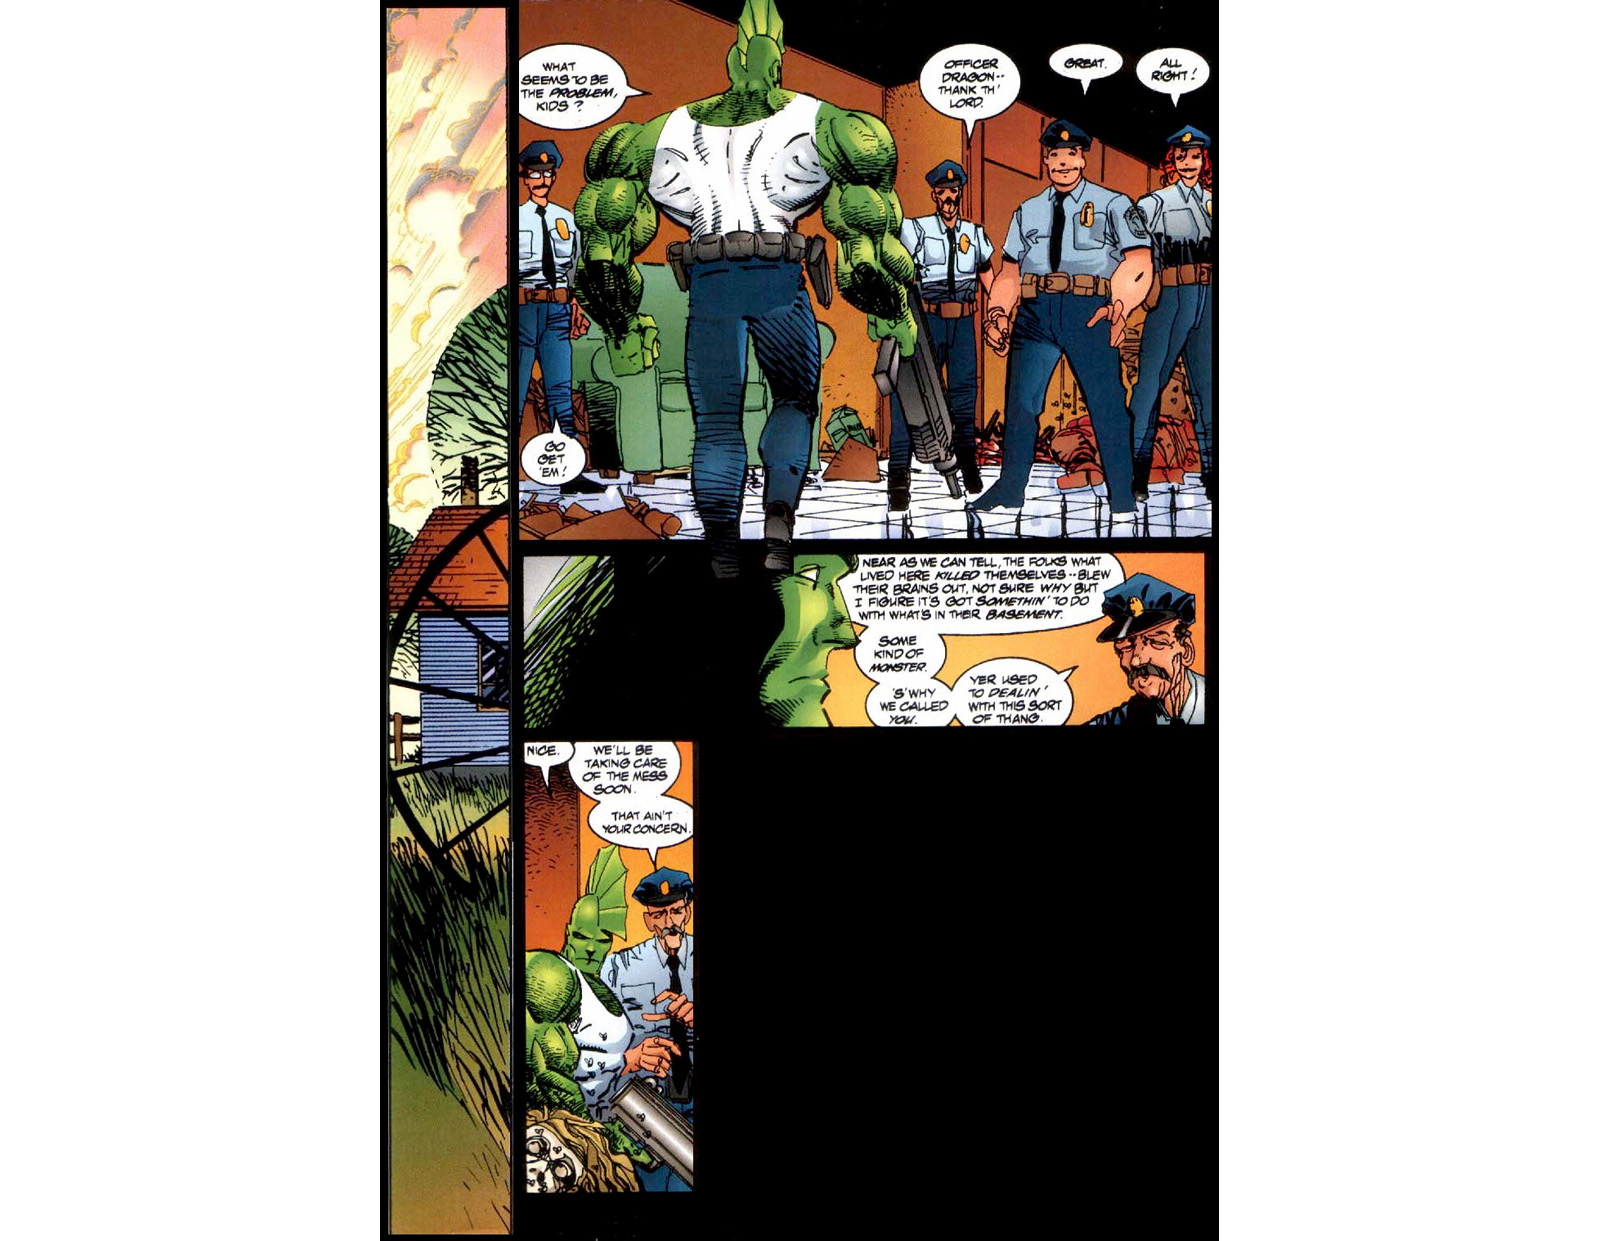 WHAT
SEEMS TO BE
THE PROBLEM,
KIDS?
OFFICER
DRAGON--
THANK TH'
LORD.
GREAT.
ALL
RIGHT!
GO
GET
'EM!
NEAR AS WE CAN TELL, THE FOLKS WHAT
LIVED HERE KILLED THEMSELVES--BLEW
THEIR BRAINS OUT, NOT SURE WHY BUT
I FIGURE IT'S GOT SOMETHIN' TO DO
WITH WHAT'S IN THEIR BASEMENT.
SOME
KIND OF
MONSTER.
'S' WHY
WE CALLED
YOU.
YER USED
TO DEALIN'
WITH THIS SORT
OF THANG.
NICE.
WE'LL BE
TAKING CARE
OF THE MESS
SOON.
THAT AIN'T
YOUR CONCERN.